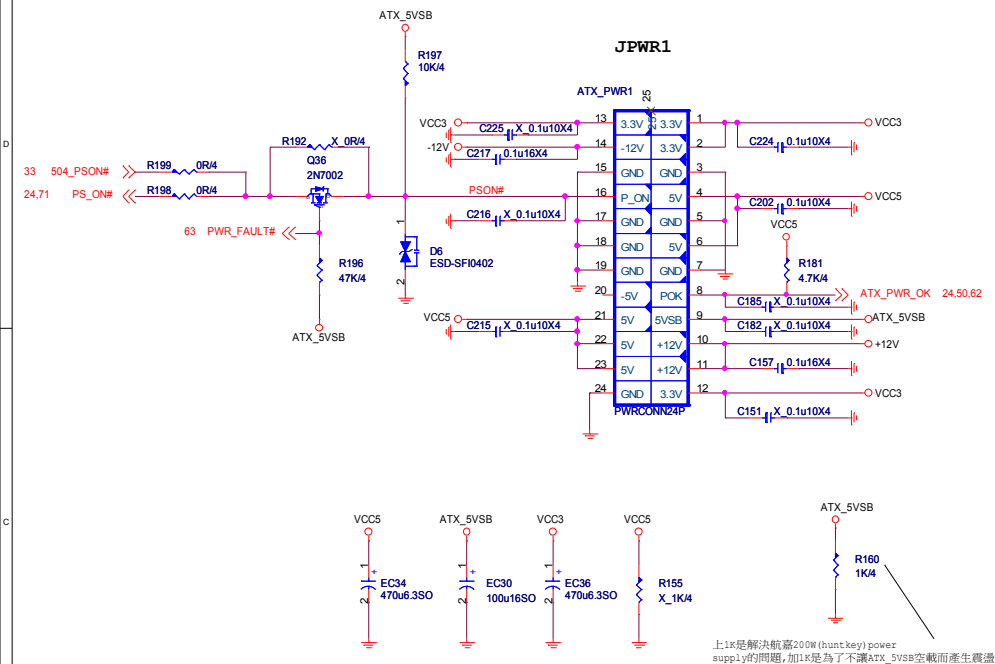 ATX_5VSB
R197
10K/4
JPWR1
ATX_PWR1
25
25
X
VCC3
C225 X_0.1u10X4
13 3.3V 3.3V 1
VCC3
-12V
C217 0.1u16X4
14 -12V 3.3V 2
C224 0.1u10X4
D
R192 X_0R/4
15 GND GND 3
Q36
2N7002
33 504_PSON# R199 0R/4
24,71 PS_ON# R198 0R/4
PSON#
16 P_ON 5V 4
VCC5
C202 0.1u10X4
1
C216 X_0.1u10X4
17 GND GND 5
VCC5
63 PWR_FAULT#
D6
ESD-SFI0402
2
18 GND 5V 6
R196
47K/4
19 GND GND 7
R181
4.7K/4
20 -5V POK 8
ATX_PWR_OK 24,50,62
C185 X_0.1u10X4
VCC5
21 5V 5VSB 9
ATX_5VSB
C215 X_0.1u10X4
C182 X_0.1u10X4
ATX_5VSB
22 5V +12V 10
+12V
23 5V +12V 11
C157 0.1u16X4
24 GND 3.3V 12
VCC3
PWRCONN24P
C151 X_0.1u10X4
C
VCC5 ATX_5VSB VCC3 VCC5 ATX_5VSB
1 + 1 + 1 +
EC34
470u6.3SO
2
EC30
100u16SO
2
EC36
470u6.3SO
2
R155
X_1K/4
R160
1K/4
上1K是解決航嘉200W(huntkey)power
supply的問題,加1K是為了不讓ATX_5VSB空載而產生震盪